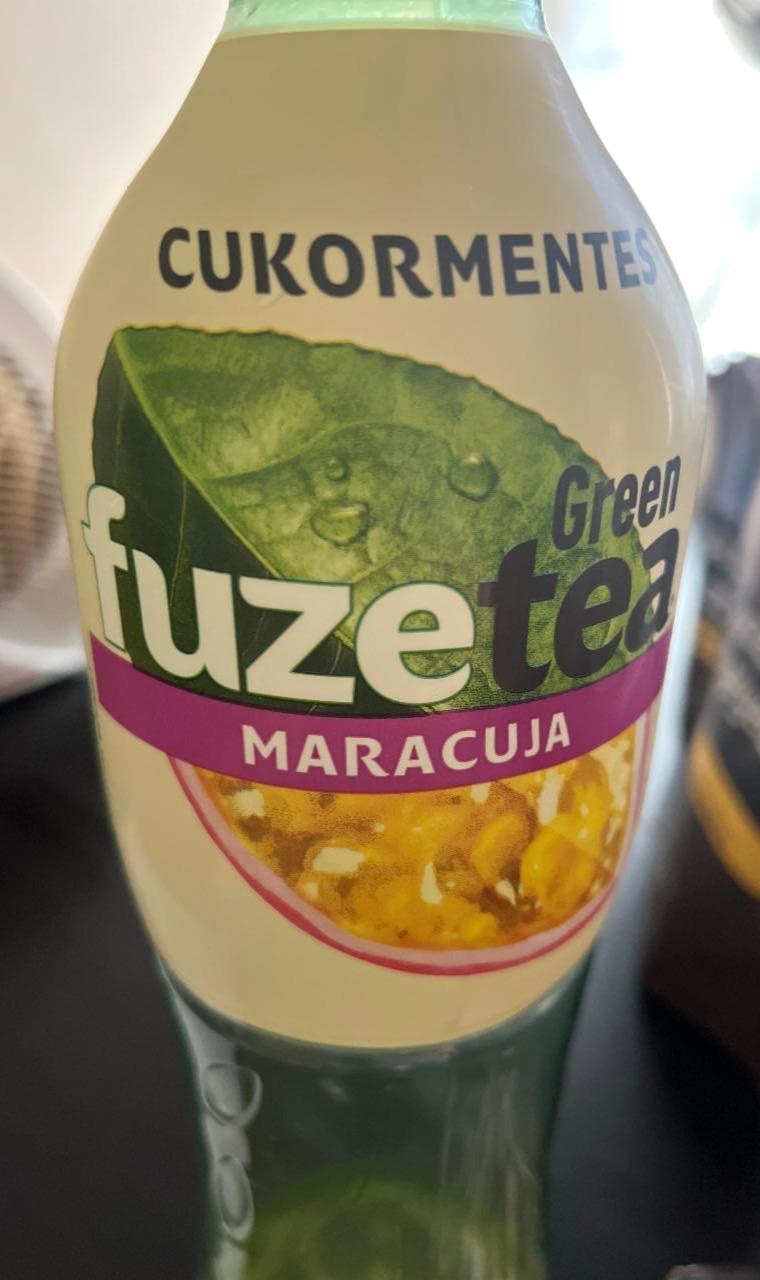 CUKORMENTES
Green
fuzetea
MARACUJA